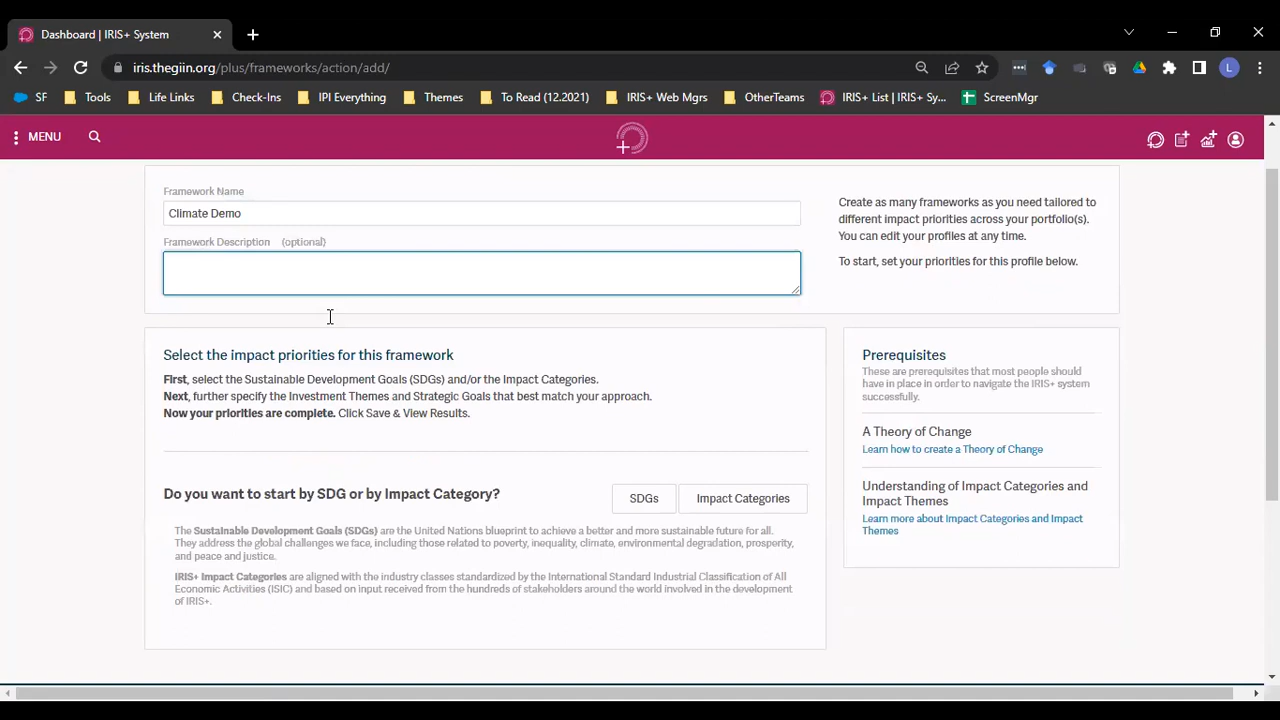 Dashboard | IRIS+ System
iris.thegiin.org/plus/frameworks/action/add/
L
SF
Tools
Life Links
Check-Ins
IPI Everything
Themes
To Read (12.2021)
IRIS+ Web Mgrs
OtherTeams
IRIS+ List | IRIS+ Sy...
ScreenMgr
MENU
Framework Name
Climate Demo
Framework Description (optional)
Create as many frameworks as you need tailored to
different impact priorities across your portfolio(s).
You can edit your profiles at any time.
To start, set your priorities for this profile below.
Select the impact priorities for this framework
First, select the Sustainable Development Goals (SDGs) and/or the Impact Categories.
Next, further specify the Investment Themes and Strategic Goals that best match your approach.
Now your priorities are complete. Click Save & View Results.
Do you want to start by SDG or by Impact Category?
SDGs
Impact Categories
The Sustainable Development Goals (SDGs) are the United Nations blueprint to achieve a better and more sustainable future for all.
They address the global challenges we face, including those related to poverty, inequality, climate, environmental degradation, prosperity,
and peace and justice.
IRIS+ Impact Categories are aligned with the industry classes standardized by the International Standard Industrial Classification of All
Economic Activities (ISIC) and based on input received from the hundreds of stakeholders around the world involved in the development
of IRIS+.
Prerequisites
These are prerequisites that most people should
have in place in order to navigate the IRIS+ system
successfully.
A Theory of Change
Learn how to create a Theory of Change
Understanding of Impact Categories and
Impact Themes
Learn more about Impact Categories and Impact
Themes